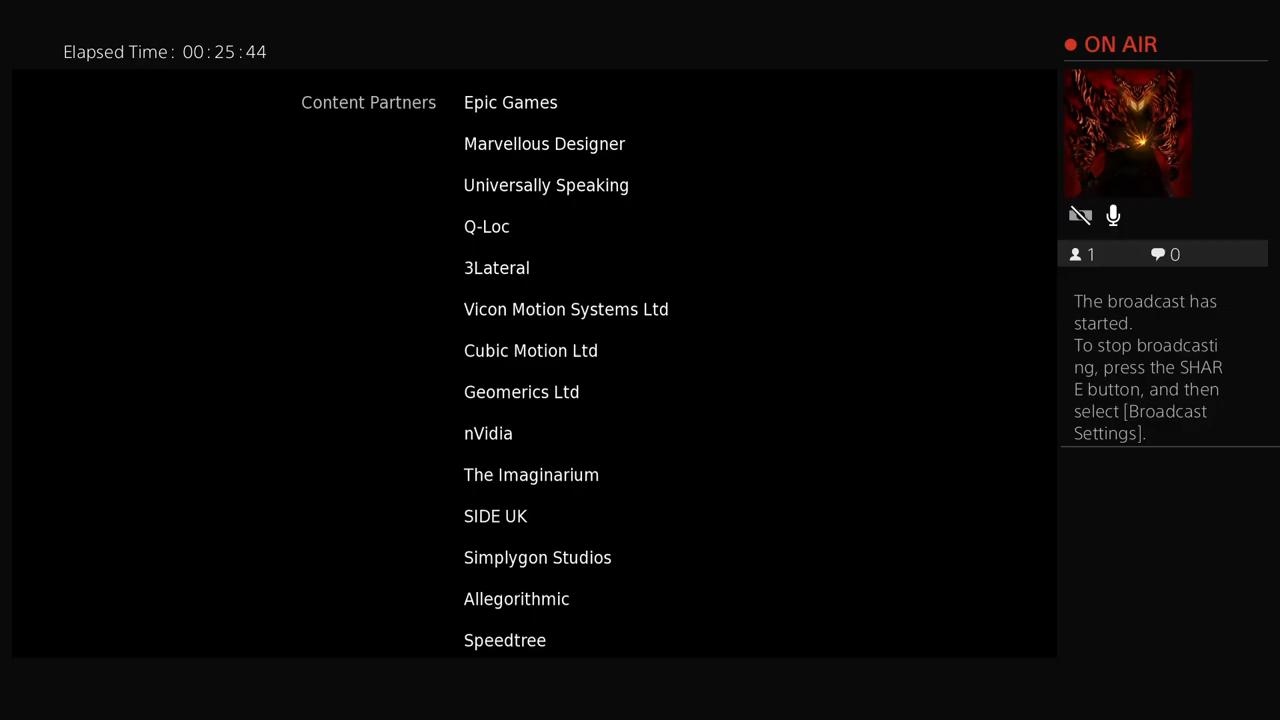 Elapsed Time: 00:25:44
ON AIR
Content Partners Epic Games
Marvellous Designer
Universally Speaking
Q-Loc
3Lateral
Vicon Motion Systems Ltd
Cubic Motion Ltd
Geomerics Ltd
nVidia
The Imaginarium
SIDE UK
Simplygon Studios
Allegorithmic
Speedtree
1 0
The broadcast has
started.
To stop broadcasti
ng, press the SHAR
E button, and then
select [Broadcast
Settings].